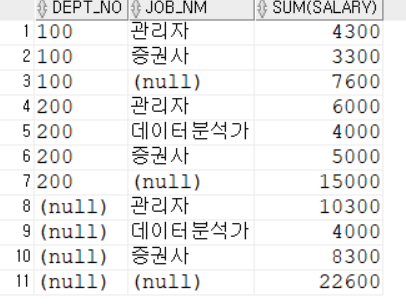 DEPT_NO JOB_NM SUM(SALARY)
1 100 관리자 4300
2 100 증권사 3300
3 100 (null) 7600
4 200 관리자 6000
5 200 데이터분석가 4000
6 200 증권사 5000
7 200 (null) 15000
8 (null) 관리자 10300
9 (null) 데이터분석가 4000
10 (null) 증권사 8300
11 (null) (null) 22600